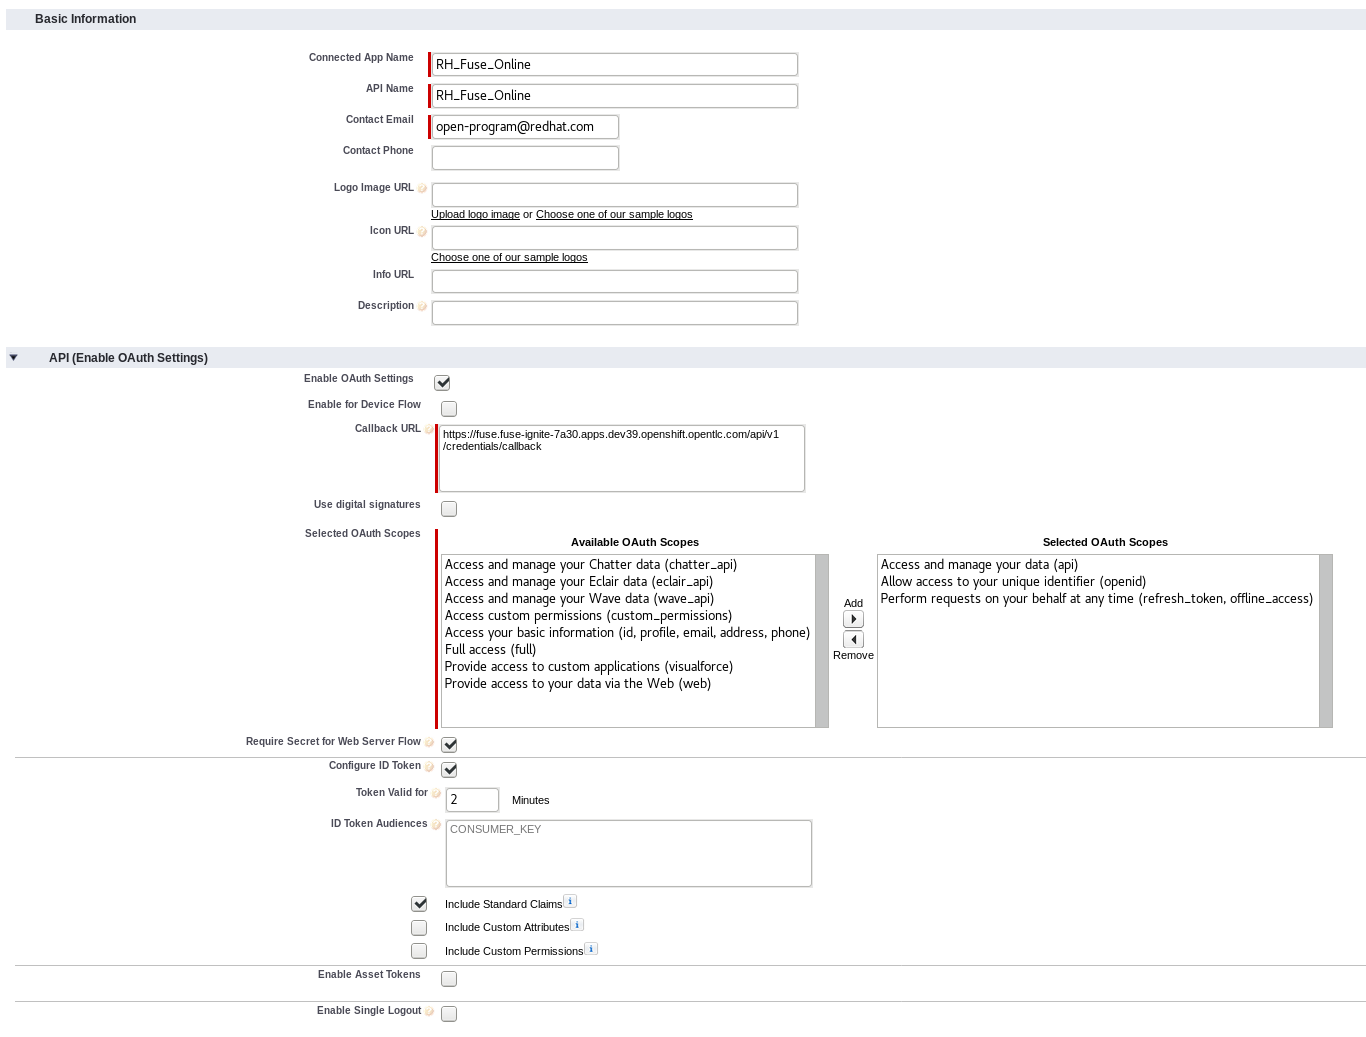 Basic Information
Connected App Name
RH_Fuse_Online
API Name
RH_Fuse_Online
Contact Email
open-program@redhat.com
Contact Phone
Logo Image URL
Upload logo image or Choose one of our sample logos
Icon URL
Choose one of our sample logos
Info URL
Description
API (Enable OAuth Settings)
Enable OAuth Settings
Enable for Device Flow
Callback URL
https://fuse.fuse-ignite-7a30.apps.dev39.openshift.opentlc.com/api/v1
/credentials/callback
Use digital signatures
Selected OAuth Scopes
Available OAuth Scopes
Access and manage your Chatter data (chatter_api)
Access and manage your Eclair data (eclair_api)
Access and manage your Wave data (wave_api)
Access custom permissions (custom_permissions)
Access your basic information (id, profile, email, address, phone)
Full access (full)
Provide access to custom applications (visualforce)
Provide access to your data via the Web (web)
Add
Remove
Selected OAuth Scopes
Access and manage your data (api)
Allow access to your unique identifier (openid)
Perform requests on your behalf at any time (refresh_token, offline_access)
Require Secret for Web Server Flow
Configure ID Token
Token Valid for
2 Minutes
ID Token Audiences
CONSUMER_KEY
Include Standard Claims
Include Custom Attributes
Include Custom Permissions
Enable Asset Tokens
Enable Single Logout